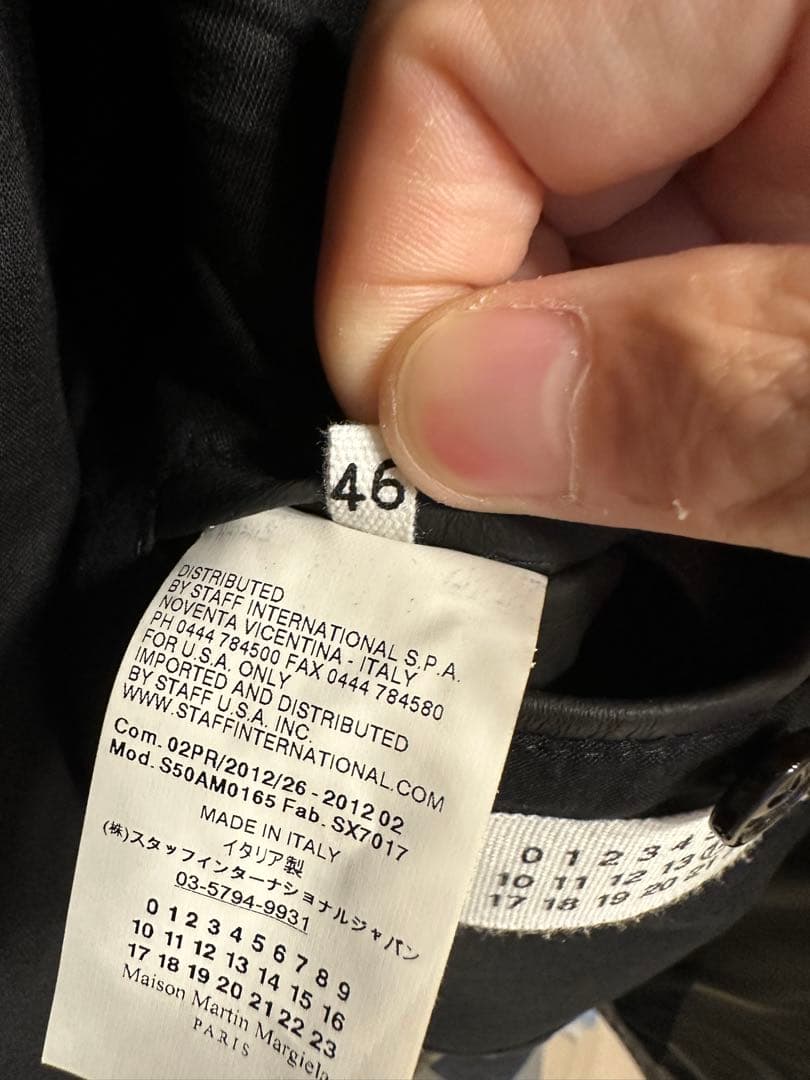 46
DISTRIBUTED
BY STAFF INTERNATIONAL S.P.A.
NOVENTA VICENTINA - ITALY
PH 0444 784500 FAX 0444 784580
FOR U.S.A. ONLY
IMPORTED AND DISTRIBUTED
BY STAFF U.S.A. INC.
WWW.STAFFINTERNATIONAL.COM
Com. 02PR/2012/26 - 2012 02
Mod. S50AM0165 Fab. SX7017
MADE IN ITALY
イタリア製
(株)スタッフインターナショナルジャパン
03-5794-9931
0 1 2 3 4 5 6 7 8 9
10 11 12 13 14 15 16
17 18 19 20 21 22 23
Maison Martin Margiela
PARIS
0 1 2 3 4
10 11 12 13
17 18 19 20 21